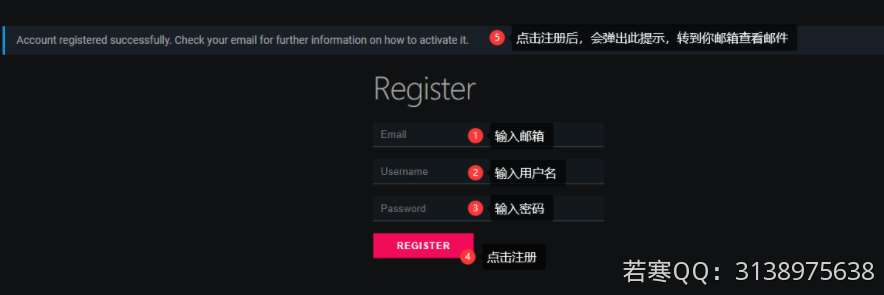 Account registered successfully. Check your email for further information on how to activate it.
5 点击注册后，会弹出此提示，转到你邮箱查看邮件
Register
Email 1 输入邮箱
Username 2 输入用户名
Password 3 输入密码
REGISTER
4 点击注册
若寒QQ：3138975638